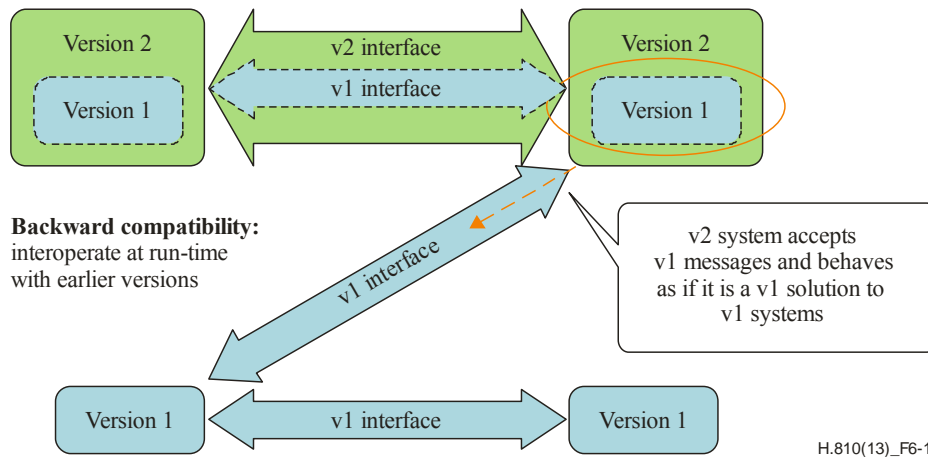 Version 2
Version 1
v2 interface
v1 interface
Version 2
Version 1
Backward compatibility:
interoperate at run-time
with earlier versions
v1 interface
v2 system accepts
v1 messages and behaves
as if it is a v1 solution to
v1 systems
Version 1
v1 interface
Version 1
H.810(13)_F6-1